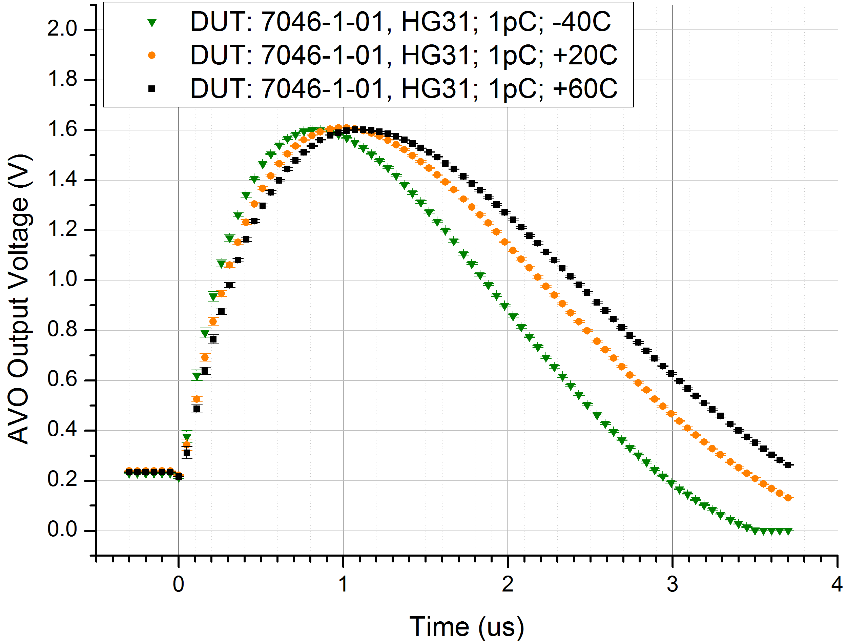 DUT: 7046-1-01, HG31; 1pC; -40C
DUT: 7046-1-01, HG31; 1pC; +20C
DUT: 7046-1-01, HG31; 1pC; +60C
AVO Output Voltage (V)
2.0
1.8
1.6
1.4
1.2
1.0
0.8
0.6
0.4
0.2
0.0
0 1 2 3 4
Time (us)